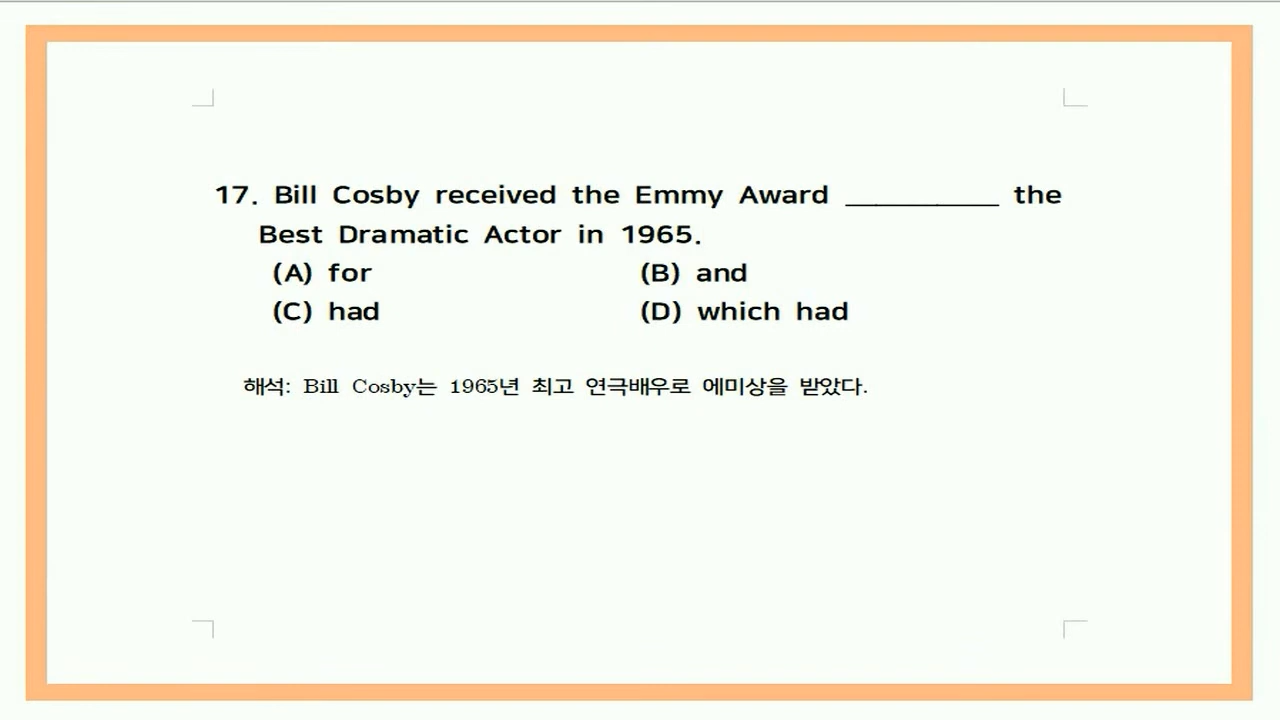 17. Bill Cosby received the Emmy Award __________ the
Best Dramatic Actor in 1965.
(A) for (B) and
(C) had (D) which had
해석: Bill Cosby는 1965년 최고 연극배우로 에미상을 받았다.